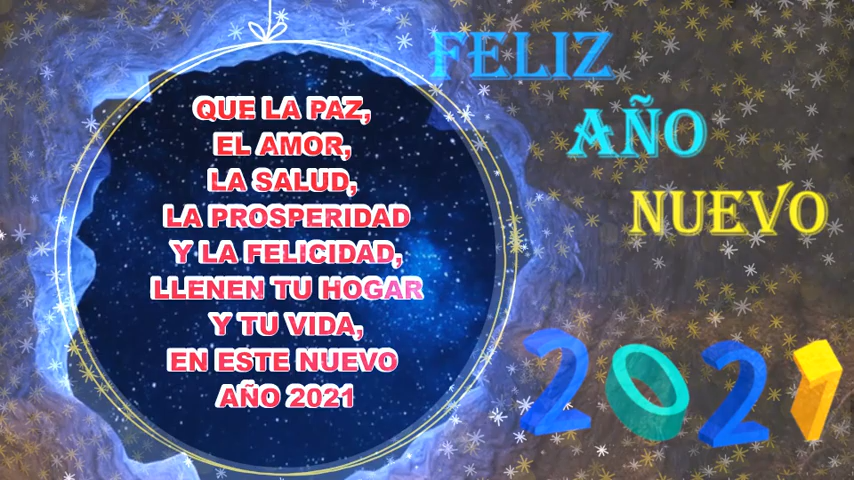 QUE LA PAZ,
EL AMOR,
LA SALUD,
LA PROSPERIDAD
Y LA FELICIDAD,
LLENEN TU HOGAR
Y TU VIDA,
EN ESTE NUEVO
AÑO 2021
FELIZ
AÑO
NUEVO
2021